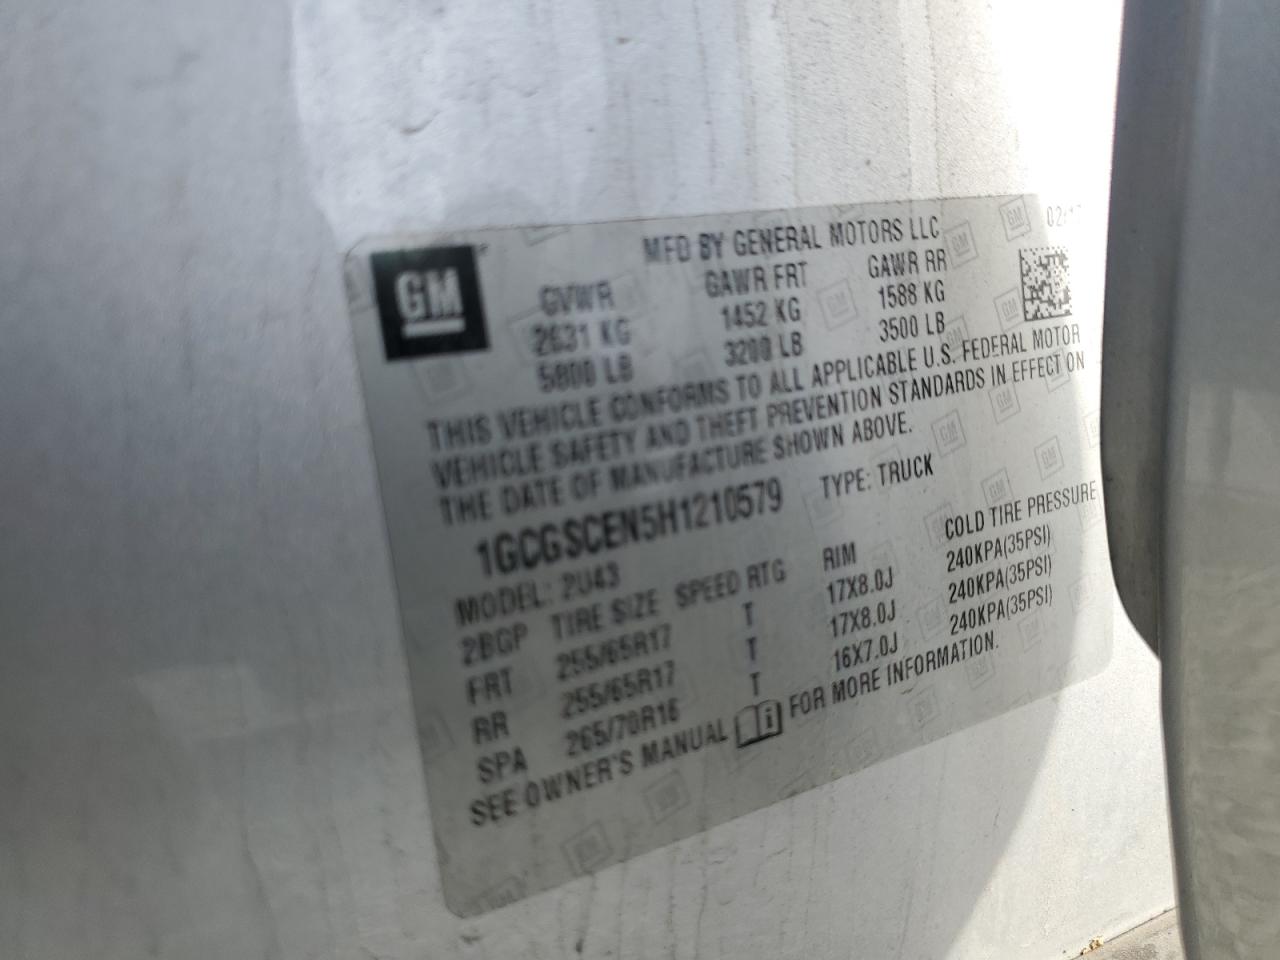 MFD BY GENERAL MOTORS LLC
GM
GVWR GAWR FRT GAWR RR
2631 KG 1452 KG 1588 KG
5800 LB 3200 LB 3500 LB
THIS VEHICLE CONFORMS TO ALL APPLICABLE U.S. FEDERAL MOTOR
VEHICLE SAFETY AND THEFT PREVENTION STANDARDS IN EFFECT ON
THE DATE OF MANUFACTURE SHOWN ABOVE.
1GCGSCEN5H1210579 TYPE: TRUCK
MODEL: 2U43
2BGP TIRE SIZE SPEED RTG RIM COLD TIRE PRESSURE
FRT 255/65R17 T 17X8.0J 240KPA(35PSI)
RR 255/65R17 T 17X8.0J 240KPA(35PSI)
SPA 265/70R16 T 16X7.0J 240KPA(35PSI)
SEE OWNER'S MANUAL FOR MORE INFORMATION.